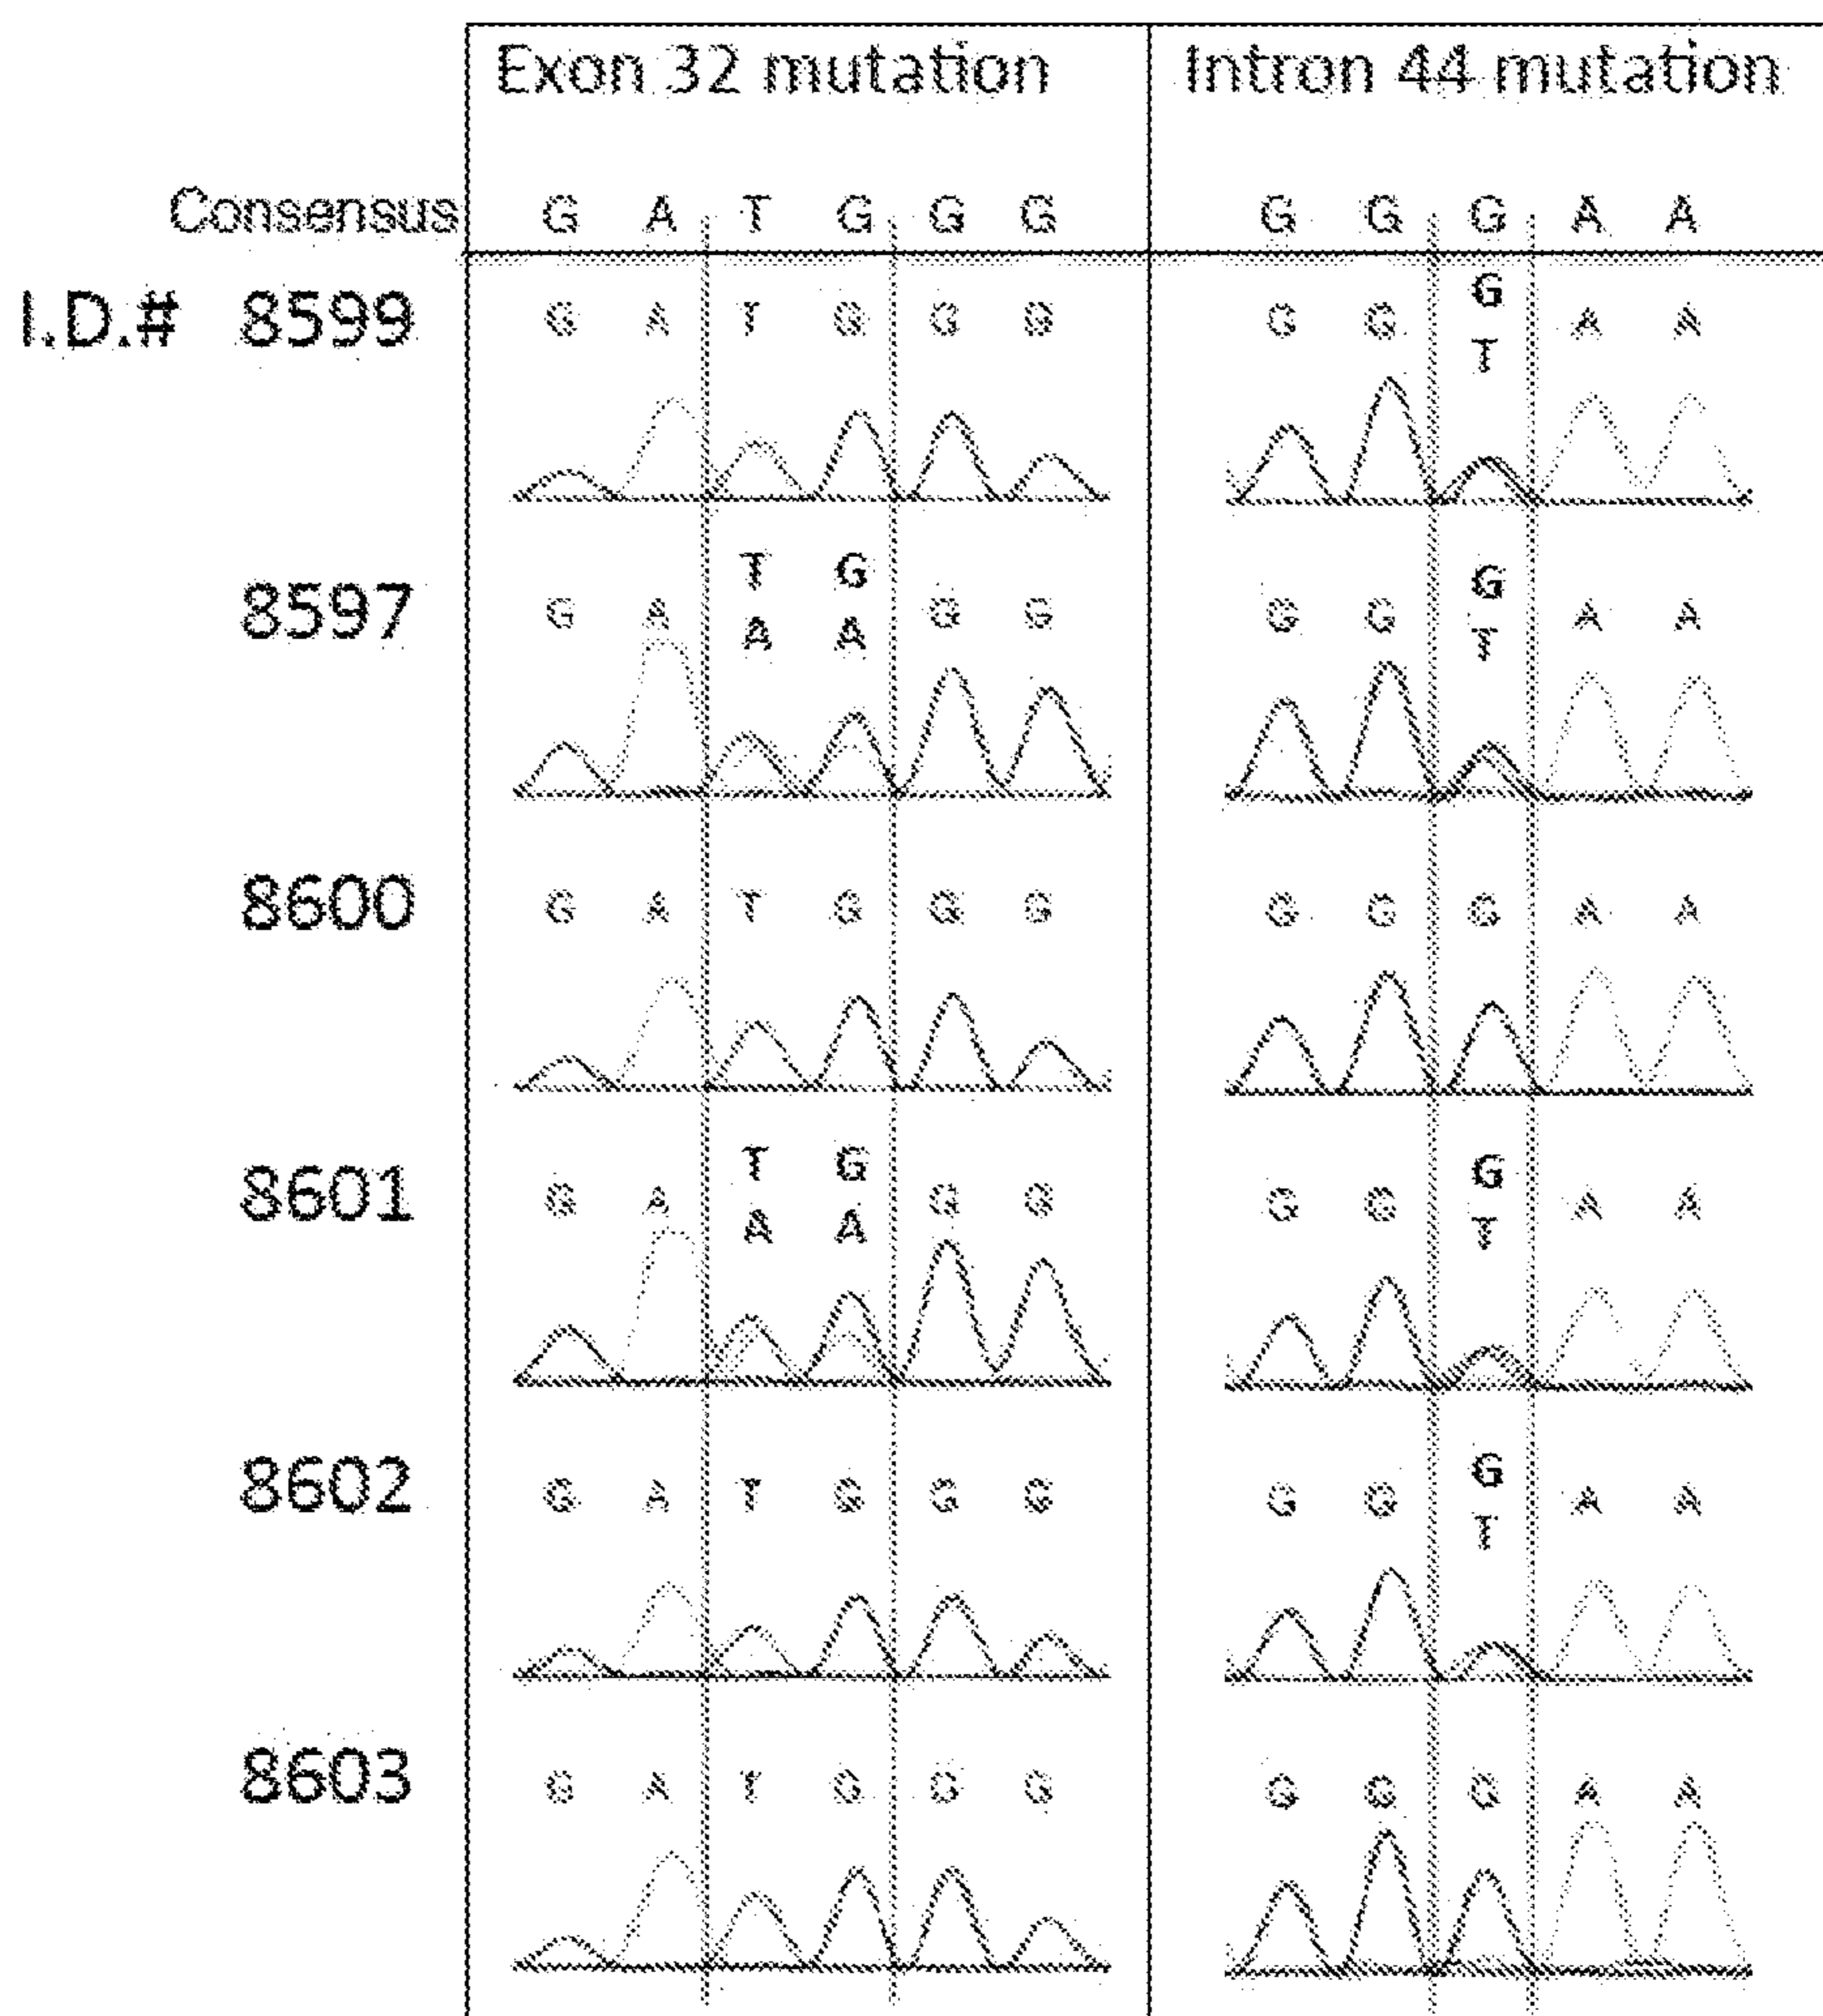 Exon 32 mutation Intron 44 mutation
Consensus G A T G G G G G G A A
G
I.D.# 8599 G A T G G G G G A A
T
T G G
8597 G A G G G G A A
A A T
8600 G A T G G G G G G A A
T G G
8601 G A G G G G A A
A A T
G
8602 G A T G G G G G A A
T
8603 G A T G G G G G G A A